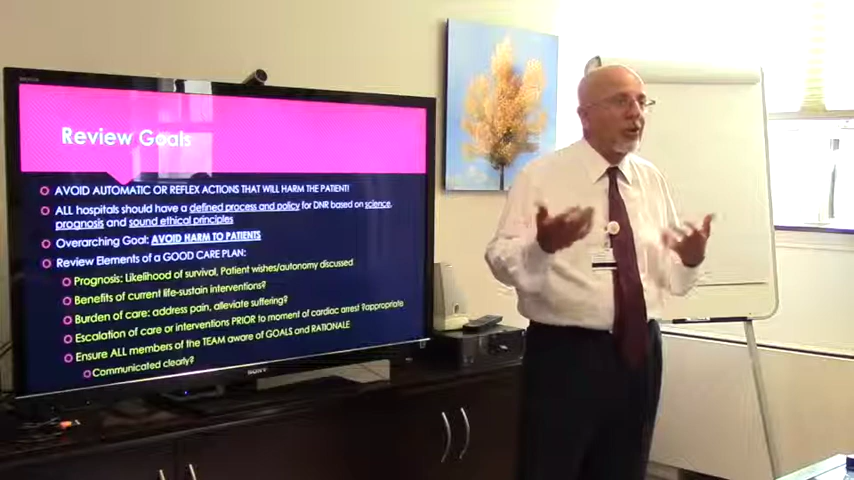 Review Goals
AVOID AUTOMATIC OR REFLEX ACTIONS THAT WILL HARM THE PATIENT!
ALL hospitals should have a defined process and policy for DNR based on science,
prognosis and sound ethical principles
Overarching Goal: AVOID HARM TO PATIENTS
Review Elements of a GOOD CARE PLAN:
Prognosis: Likelihood of survival, Patient wishes/autonomy discussed
Benefits of current life-sustain interventions?
Burden of care: address pain, alleviate suffering?
Escalation of care or interventions PRIOR to moment of cardiac arrest ?appropriate
Ensure ALL members of the TEAM aware of GOALS and RATIONALE
Communicated clearly?
SONY